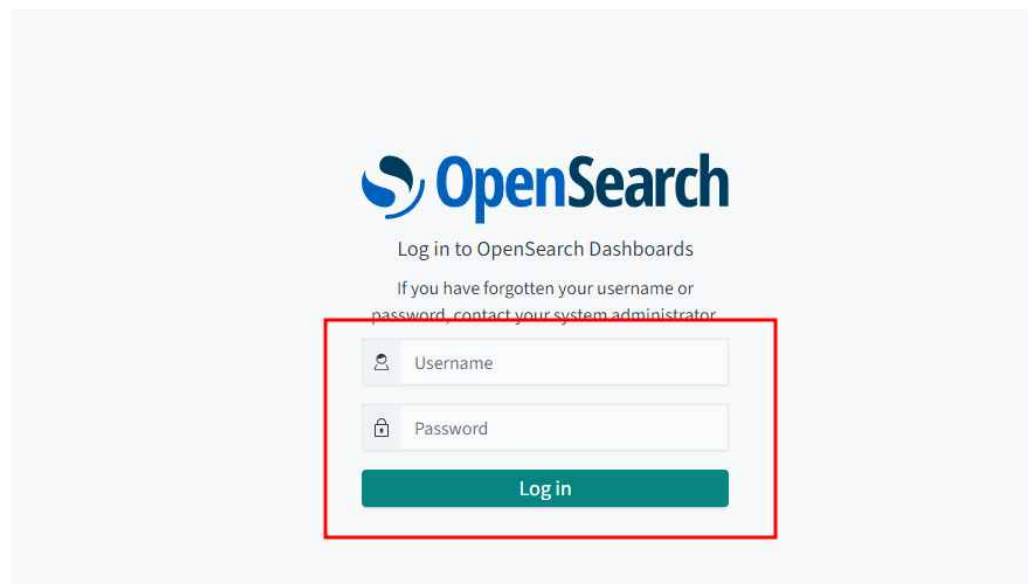 OpenSearch
Log in to OpenSearch Dashboards
If you have forgotten your username or
password, contact your system administrator
Username
Password
Log in